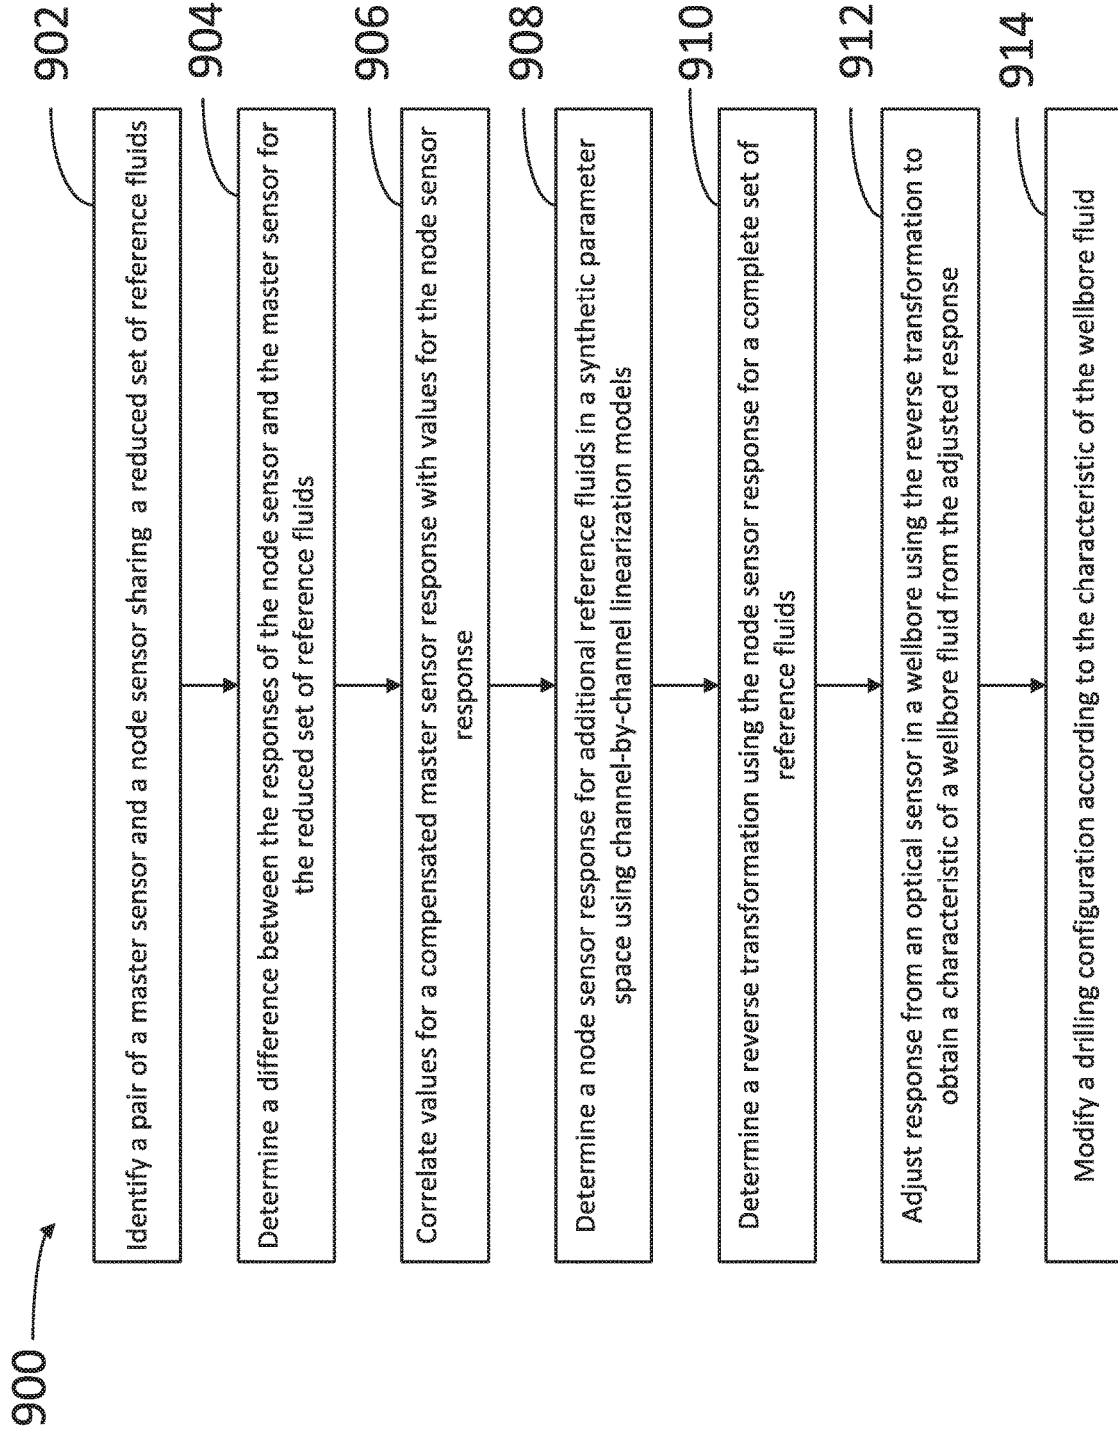 900
902
Identify a pair of a master sensor and a node sensor sharing a reduced set of reference fluids
904
Determine a difference between the responses of the node sensor and the master sensor for
the reduced set of reference fluids
906
Correlate values for a compensated master sensor response with values for the node sensor
response
908
Determine a node sensor response for additional reference fluids in a synthetic parameter
space using channel-by-channel linearization models
910
Determine a reverse transformation using the node sensor response for a complete set of
reference fluids
912
Adjust response from an optical sensor in a wellbore using the reverse transformation to
obtain a characteristic of a wellbore fluid from the adjusted response
914
Modify a drilling configuration according to the characteristic of the wellbore fluid